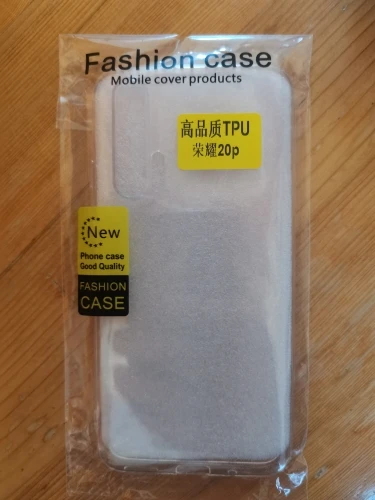 Fashion case
Mobile cover products
高品质TPU
荣耀20p
New
Phone case
Good Quality
FASHION
CASE